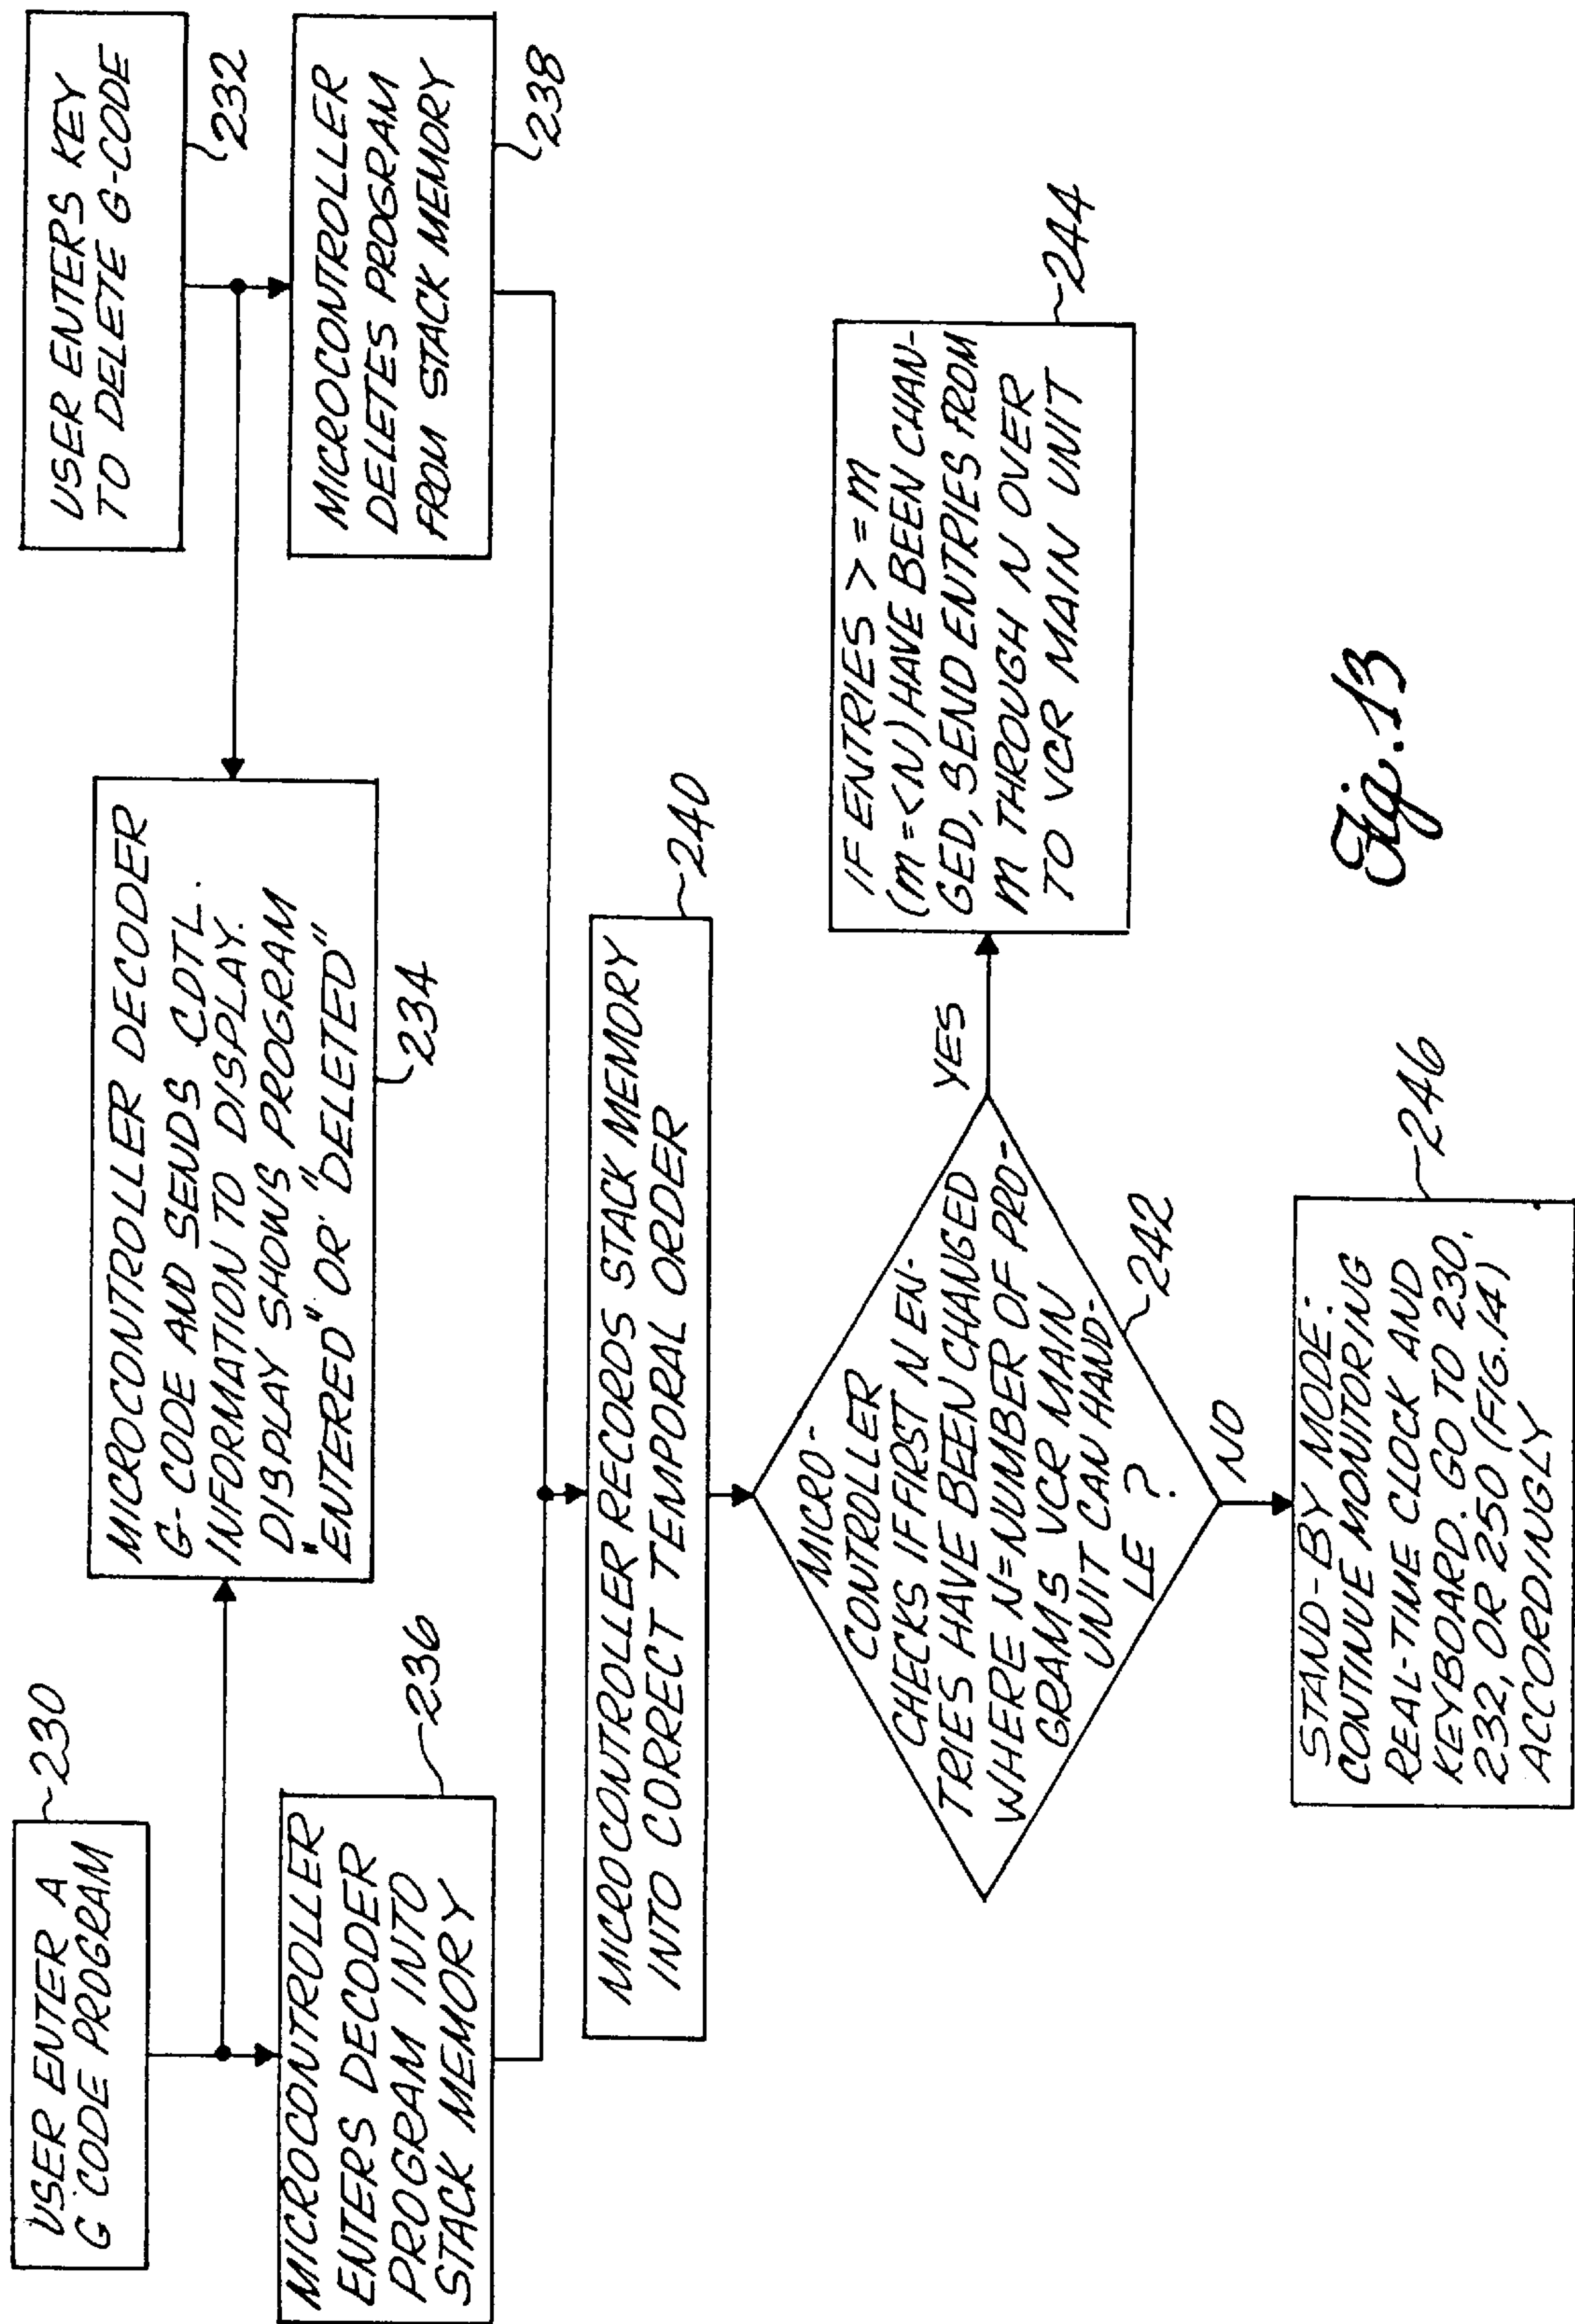 USER ENTER A
G CODE PROGRAM
230
MICROCONTROLLER DECODER
G-CODE AND SENDS CDTL.
INFORMATION TO DISPLAY.
DISPLAY SHOWS PROGRAM
"ENTERED" OR "DELETED"
234
USER ENTERS KEY
TO DELETE G-CODE
232
MICROCONTROLLER
ENTERS DECODER
PROGRAM INTO
STACK MEMORY
236
MICROCONTROLLER
DELETES PROGRAM
FROM STACK MEMORY
238
MICROCONTROLLER RECORDS STACK MEMORY
INTO CORRECT TEMPORAL ORDER
240
MICRO-
CONTROLLER
CHECKS IF FIRST N EN-
TRIES HAVE BEEN CHANGED
WHERE N=NUMBER OF PRO-
GRAMS VCR MAIN
UNIT CAN HAND-
LE ?
242
YES
IF ENTRIES >=M
(M=<N) HAVE BEEN CHAN-
GED, SEND ENTRIES FROM
M THROUGH N OVER
TO VCR MAIN UNIT
244
NO
STAND-BY MODE:
CONTINUE MONITORING
REAL-TIME CLOCK AND
KEYBOARD. GO TO 230,
232, OR 250 (FIG.14)
ACCORDINGLY
246
Fig. 13